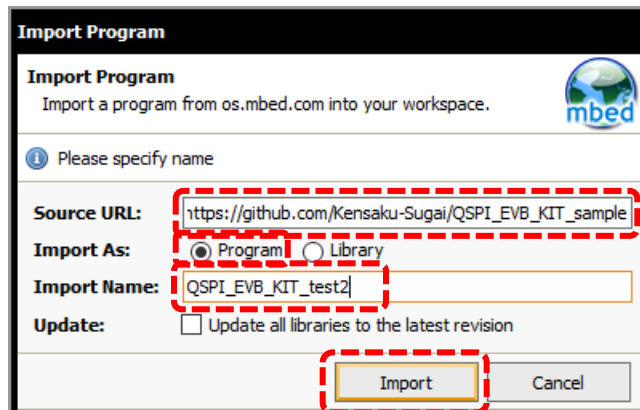 Import Program
Import Program
Import a program from os.mbed.com into your workspace.
mbed
Please specify name
Source URL: https://github.com/Kensaku-Sugai/QSPI_EVB_KIT_sample
Import As: Program Library
Import Name: QSPI_EVB_KIT_test2
Update: Update all libraries to the latest revision
Import Cancel